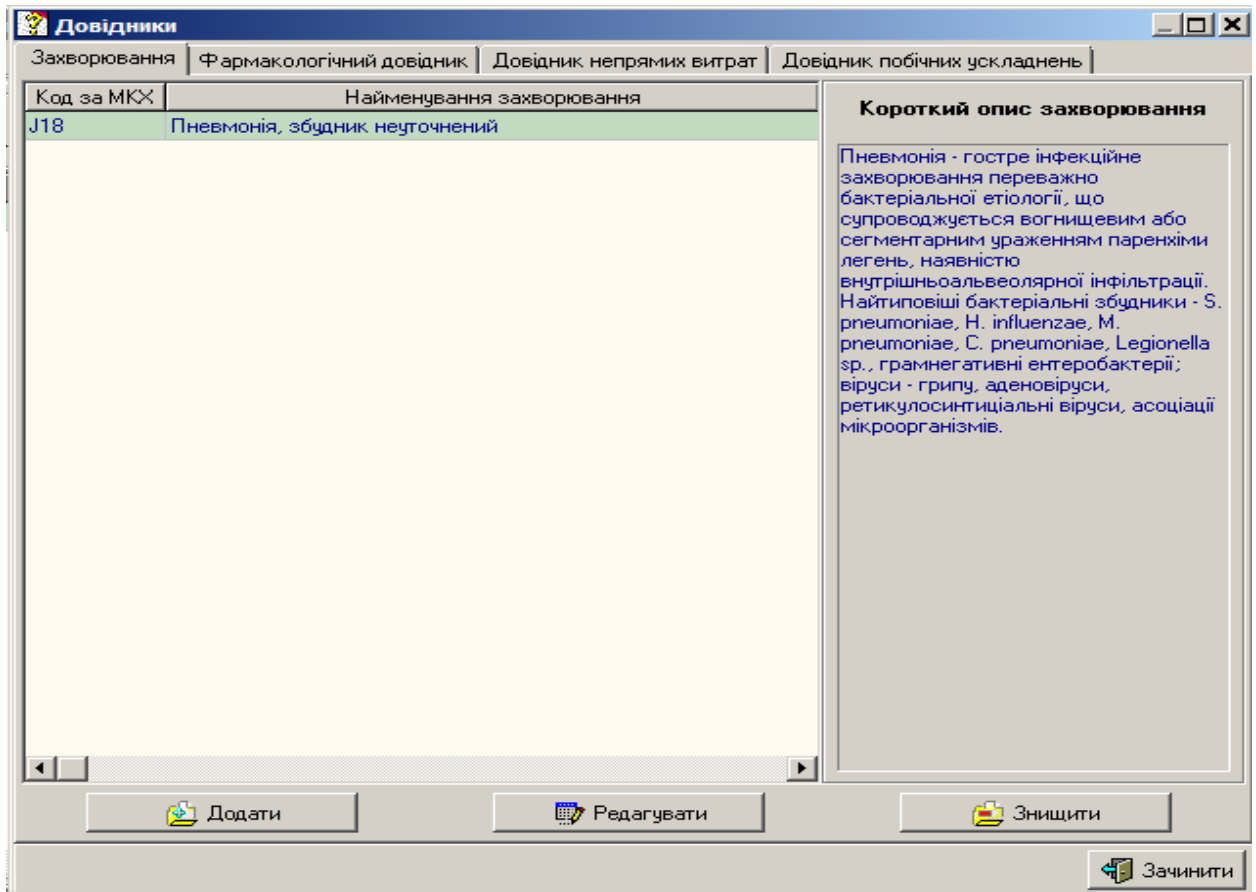 Довідники
Захворювання Фармакологічний довідник Довідник непрямих витрат Довідник побічних ускладнень
Код за МКХ Найменування захворювання
J18 Пневмонія, збудник неуточнений
Короткий опис захворювання
Пневмонія - гостре інфекційне
захворювання переважно
бактеріальної етіології, що
супроводжується вогнищевим або
сегментарним ураженням паренхіми
легень, наявністю
внутрішньоальвеолярної інфільтрації.
Найтиповіші бактеріальні збудники - S.
pneumoniae, H. influenzae, M.
pneumoniae, C. pneumoniae, Legionella
sp., грамнегативні ентеробактерії;
віруси - грипу, аденовіруси,
ретикулосинтиціальні віруси, асоціації
мікроорганізмів.
Додати Редагувати Знищити
Зачинити